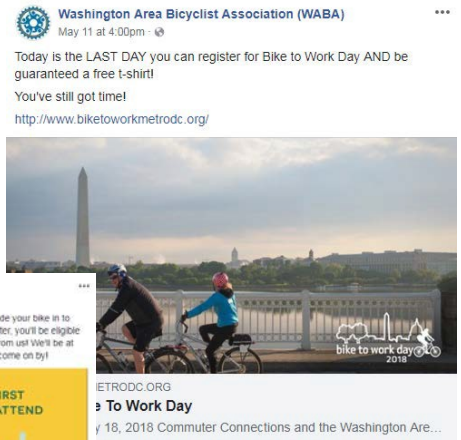 Washington Area Bicyclist Association (WABA)
May 11 at 4:00pm ·
Today is the LAST DAY you can register for Bike to Work Day AND be
guaranteed a free t-shirt!
You've still got time!
http://www.biketoworkmetrodc.org/
bike to work day
2018
de your bike in to
ter, you'll be eligible
om us! We'll be at
come on by!
IRST
ATTEND
METRODC.ORG
e To Work Day
y 18, 2018 Commuter Connections and the Washington Are...